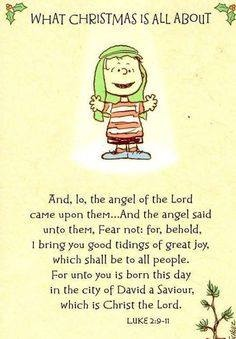 WHAT CHRISTMAS IS ALL ABOUT
And, lo, the angel of the Lord
came upon them...And the angel said
unto them, Fear not: for, behold,
I bring you good tidings of great joy,
which shall be to all people.
For unto you is born this day
in the city of David a Saviour,
which is Christ the Lord.
LUKE 2:9-11